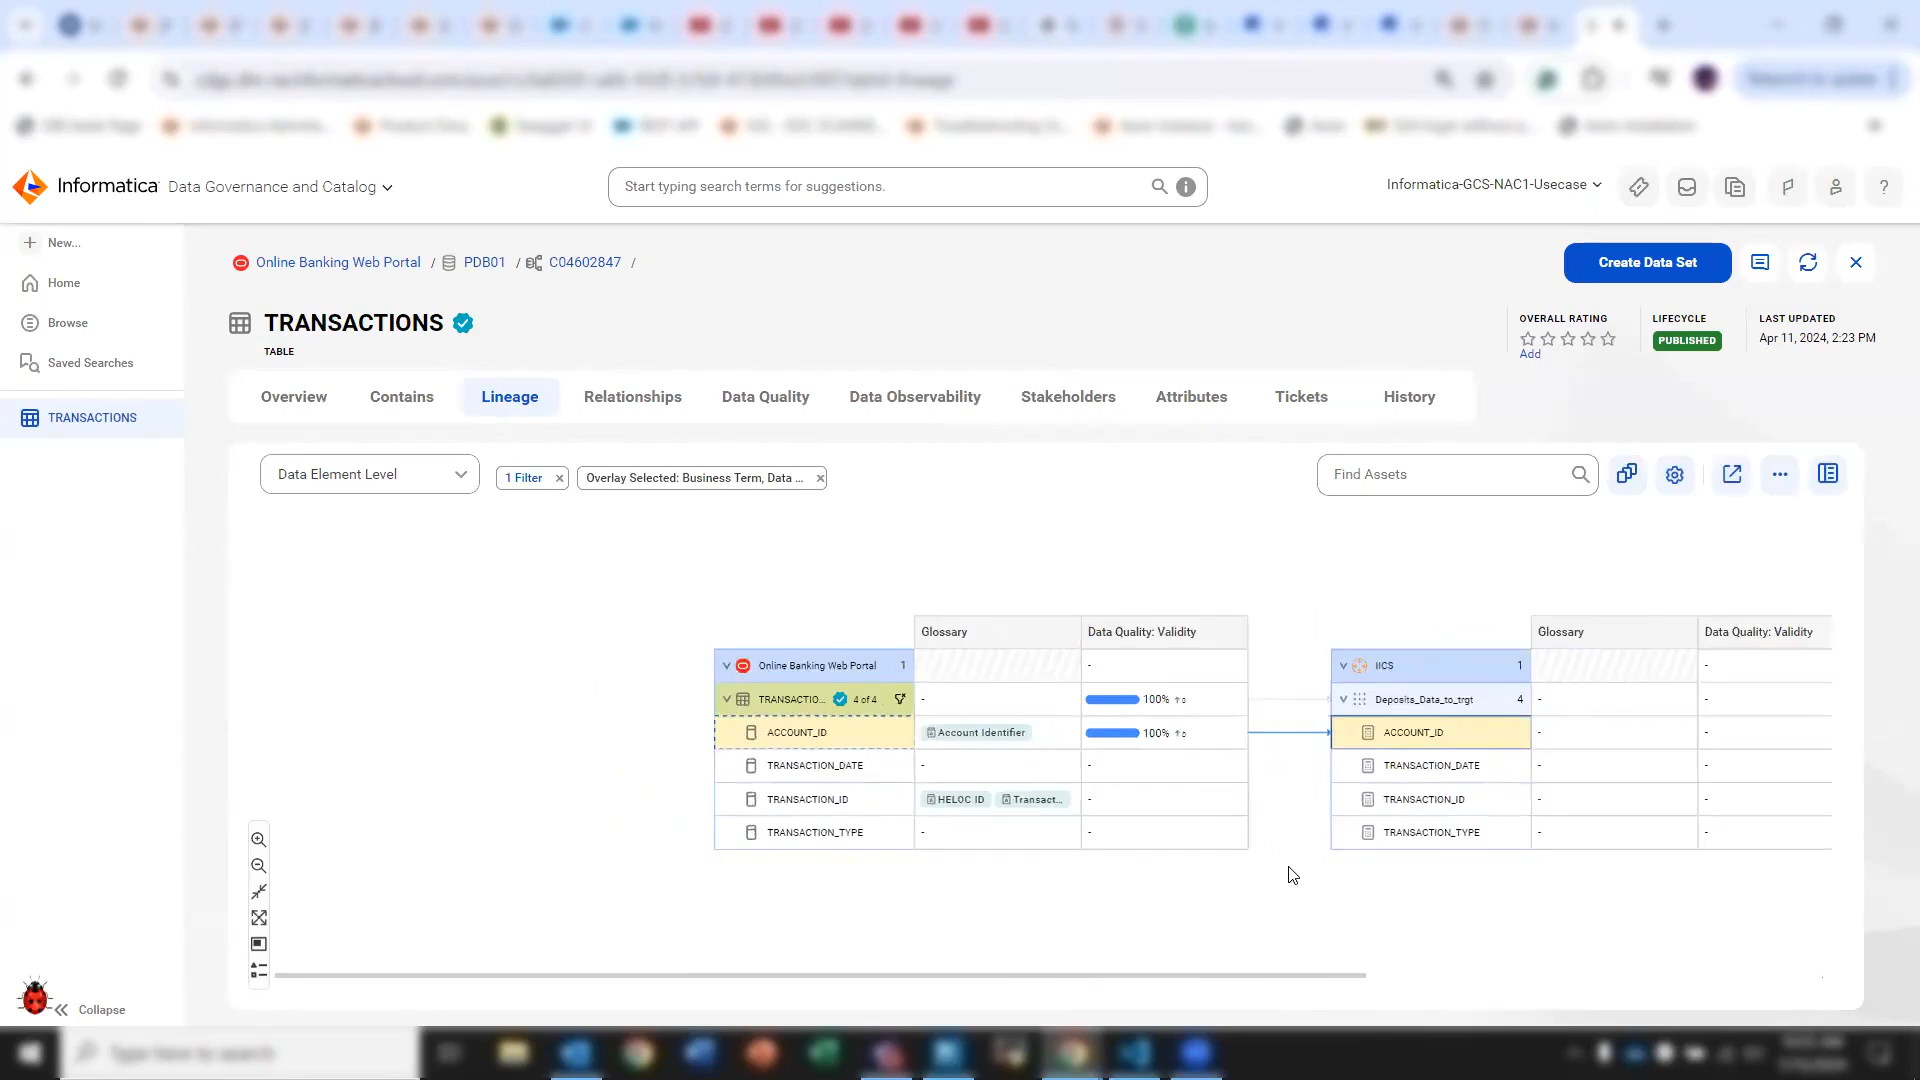 Informatica Data Governance and Catalog
Start typing search terms for suggestions.
Informatica-GCS-NAC1-Usecase
?
New...
Home
Browse
Saved Searches
TRANSACTIONS
Collapse
Online Banking Web Portal / PDB01 / C04602847 /
Create Data Set
TRANSACTIONS
TABLE
OVERALL RATING
Add
LIFECYCLE
PUBLISHED
LAST UPDATED
Apr 11, 2024, 2:23 PM
Overview Contains Lineage Relationships Data Quality Data Observability Stakeholders Attributes Tickets History
Data Element Level
1 Filter
Overlay Selected: Business Term, Data ...
Find Assets
Glossary Data Quality: Validity
Online Banking Web Portal 1 -
TRANSACTIO... 4 of 4 - 100%
ACCOUNT_ID Account Identifier 100%
TRANSACTION_DATE - -
TRANSACTION_ID HELOC ID Transact... -
TRANSACTION_TYPE - -
Glossary Data Quality: Validity
IICS 1 -
Deposits_Data_to_trgt 4 - -
ACCOUNT_ID - -
TRANSACTION_DATE - -
TRANSACTION_ID - -
TRANSACTION_TYPE - -
Type here to search